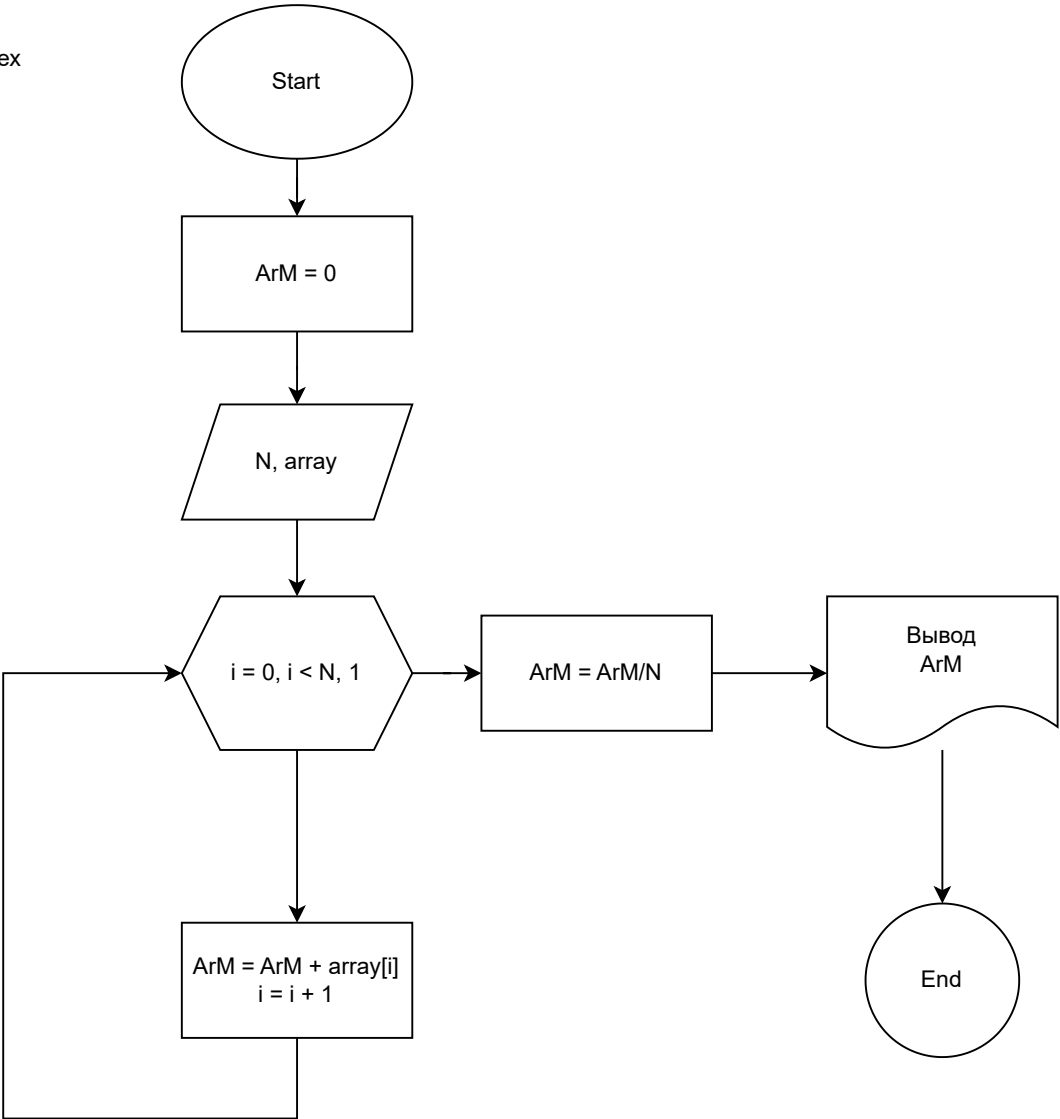 ex
Start
ArM = 0
N, array
i = 0, i < N, 1
ArM = ArM/N
Вывод
ArM
ArM = ArM + array[i]
i = i + 1
End